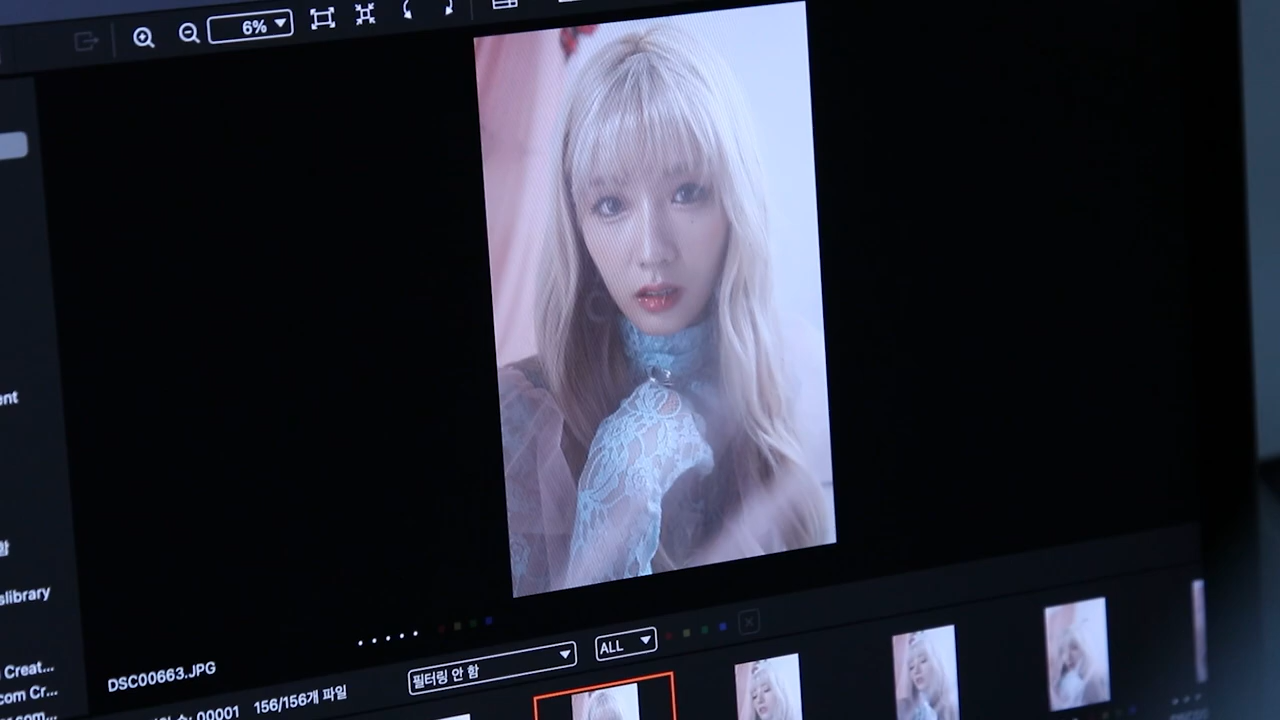 6%
ent
slibrary
Creat...
com Cr...
DSC00663.JPG
필터링 안 함
ALL
00001 156/156개 파일